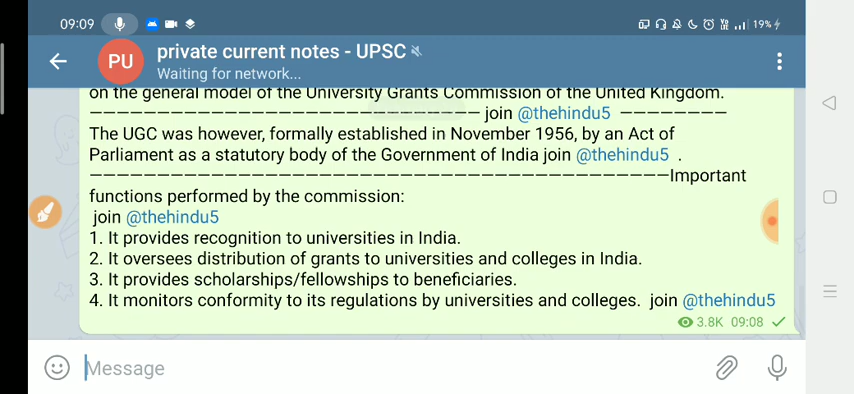 09:09
19%
PU
private current notes - UPSC
Waiting for network...
on the general model of the University Grants Commission of the United Kingdom.
—————————————————————————————— join @thehindu5 ————————
The UGC was however, formally established in November 1956, by an Act of
Parliament as a statutory body of the Government of India join @thehindu5 .
———————————————————————————————————————————Important
functions performed by the commission:
join @thehindu5
1. It provides recognition to universities in India.
2. It oversees distribution of grants to universities and colleges in India.
3. It provides scholarships/fellowships to beneficiaries.
4. It monitors conformity to its regulations by universities and colleges. join @thehindu5
3.8K 09:08
Message